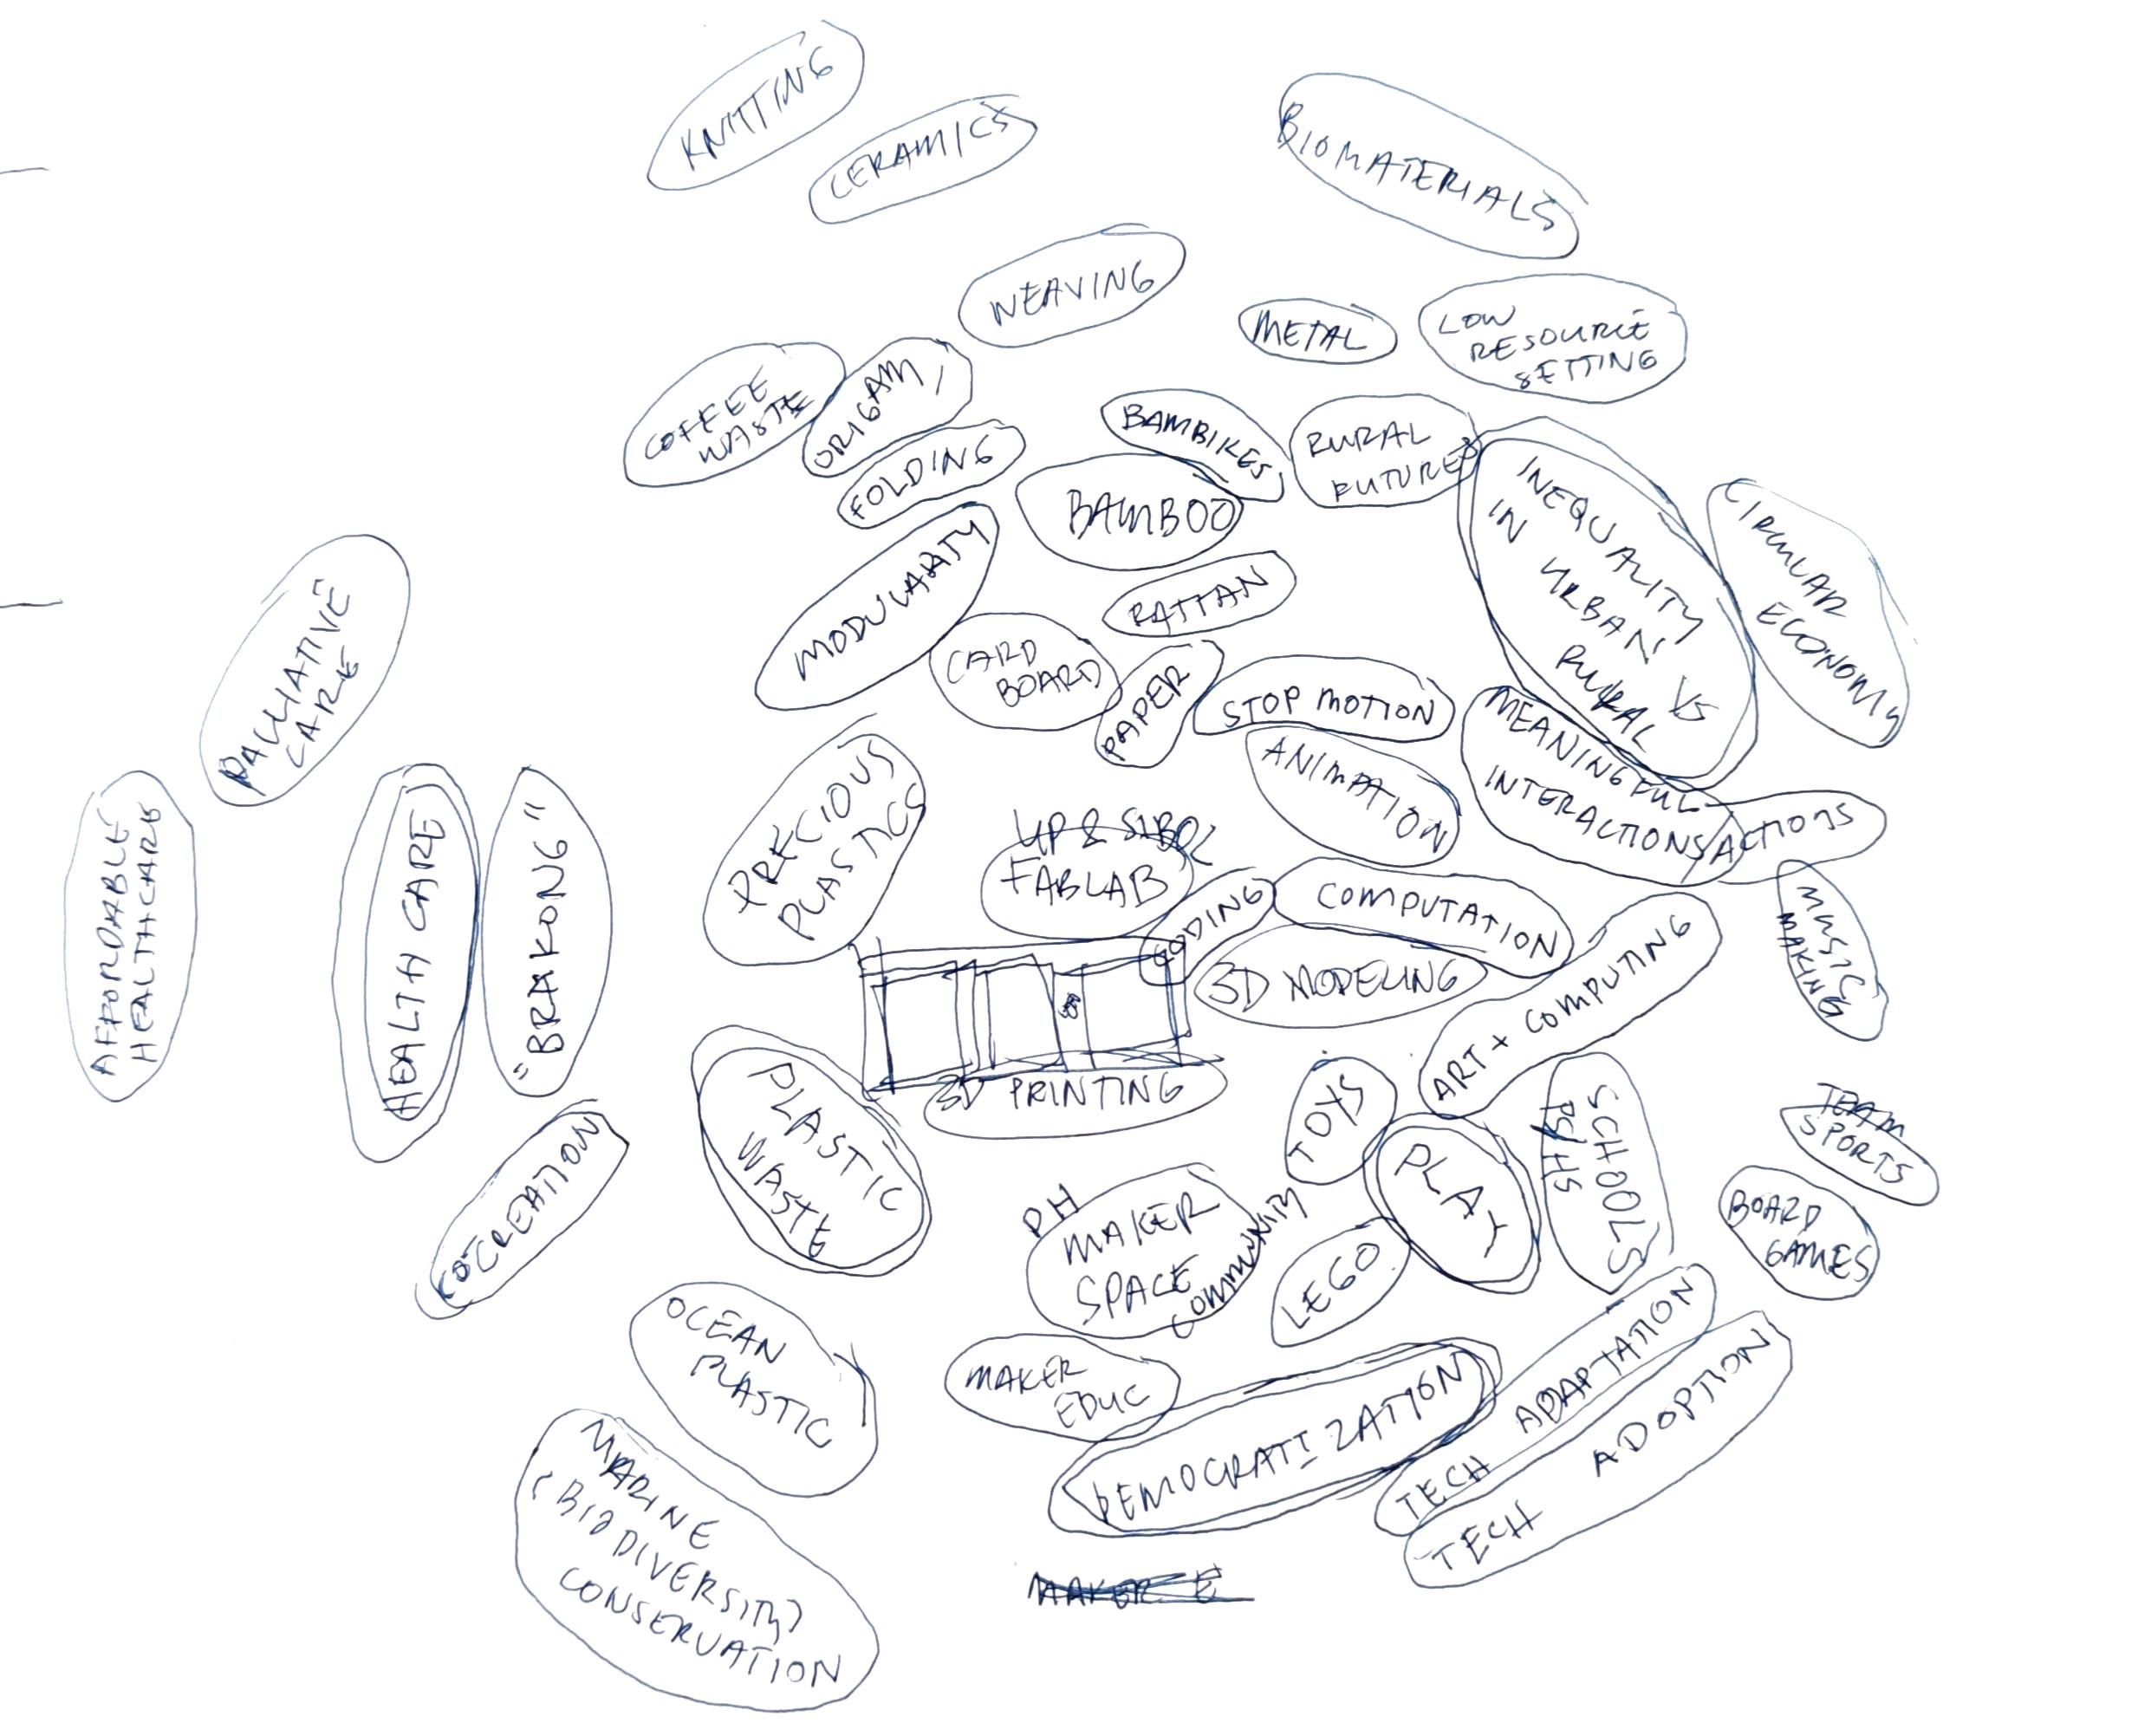 KNITTING
CERAMICS
BIOMATERIALS
WEAVING
METAL
LOW
RESOURCE
SETTING
COFFEE
WASTE
ORIGAMI
FOLDING
BAMBIKES
RURAL
FUTURES
BAMBOO
INEQUALITY
IN URBAN VS
RURAL
CIRCULAR
ECONOMY
MODULARITY
RATTAN
CARD
BOARD
PAPER
STOP MOTION
ANIMATION
MEANINGFUL
INTERACTIONS/ACTIONS
PALLIATIVE
CARE
AFFORDABLE
HEALTHCARE
HEALTH CARE
"BRAKONG"
PRECIOUS
PLASTICS
UP &
FABLAB
CODING
COMPUTATION
3D MODELING
ART + COMPUTING
MUSIC
MAKING
3D PRINTING
PLASTIC
WASTE
COCREATION
TOYS
PLAY
SCHOOLS
SHS
TEAM
SPORTS
BOARD
GAMES
PH
MAKER
SPACE
COMMUNITY
LEGO
OCEAN
PLASTIC
MAKER
EDUC
DEMOCRATIZATION
TECH ADAPTATION
TECH ADOPTION
MARINE
(BIODIVERSITY)
CONSERVATION
MAKER E